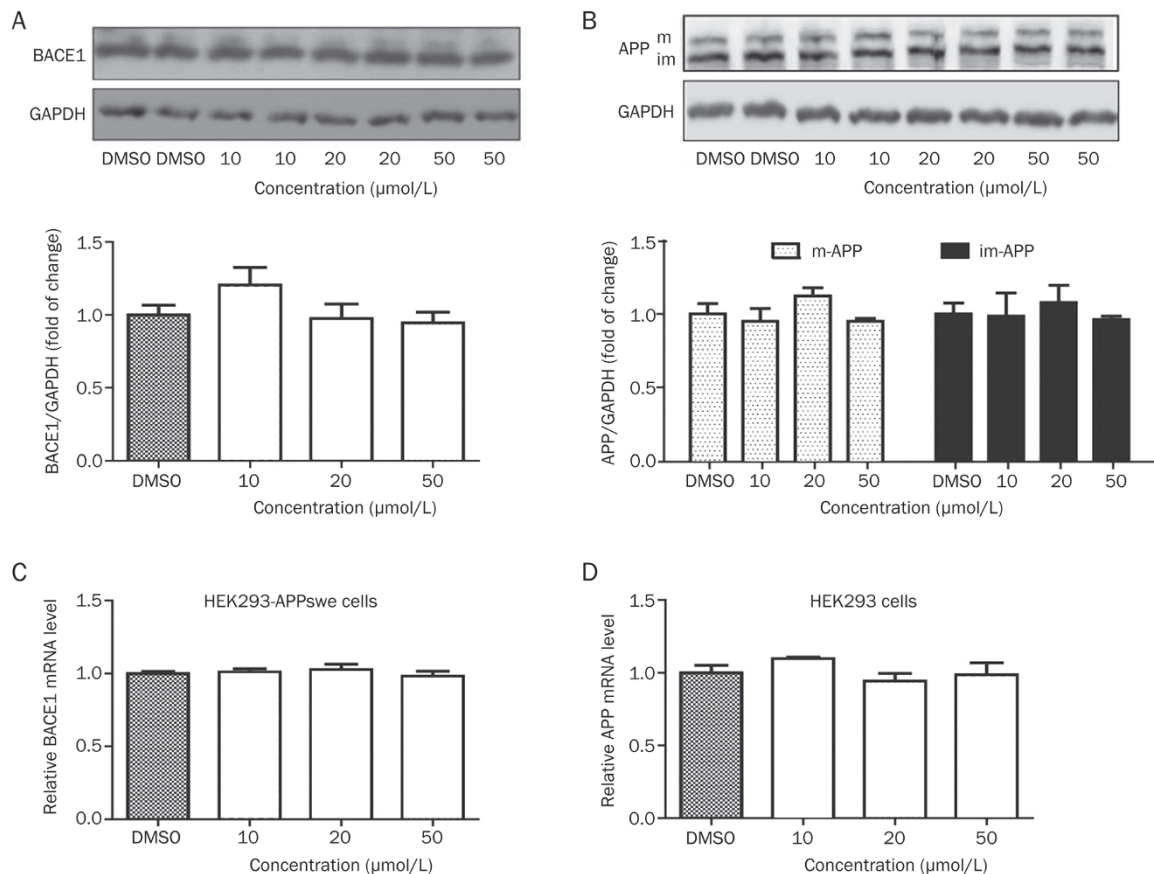 A
BACE1
GAPDH
DMSO DMSO 10 10 20 20 50 50
Concentration (µmol/L)
BACE1/GAPDH (fold of change)
1.5
1.0
0.5
0.0
DMSO 10 20 50
Concentration (µmol/L)
B
APP m
im
GAPDH
DMSO DMSO 10 10 20 20 50 50
Concentration (µmol/L)
APP/GAPDH (fold of change)
1.5
1.0
0.5
0.0
m-APP im-APP
DMSO 10 20 50 DMSO 10 20 50
Concentration (µmol/L) Concentration (µmol/L)
C
HEK293-APPswe cells
Relative BACE1 mRNA level
1.5
1.0
0.5
0.0
DMSO 10 20 50
Concentration (µmol/L)
D
HEK293 cells
Relative APP mRNA level
1.5
1.0
0.5
0.0
DMSO 10 20 50
Concentration (µmol/L)